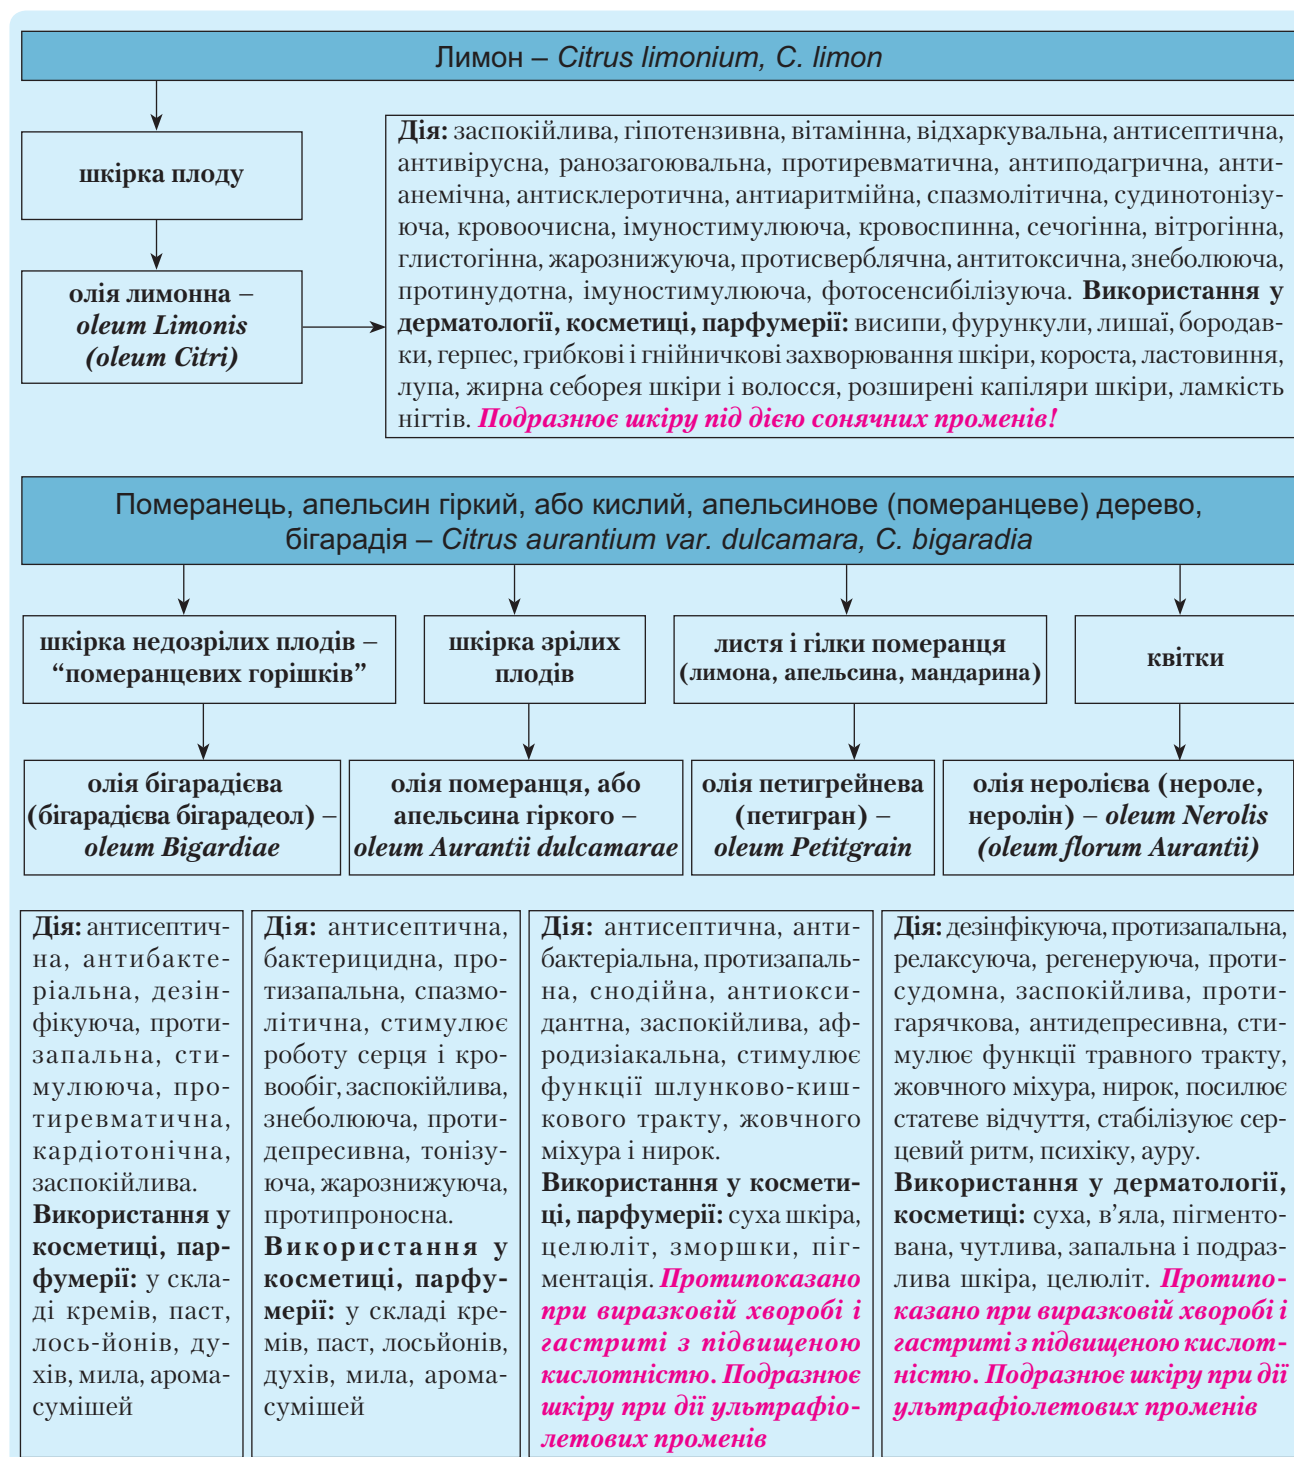 Лимон – Citrus limonium, C. limon
шкірка плоду
олія лимонна –
oleum Limonis
(oleum Citri)
Дія: заспокійлива, гіпотензивна, вітамінна, відхаркувальна, антисептична,
антивірусна, ранозагоювальна, протиревматична, антиподагрична, анти-
анемічна, антисклеротична, антиаритмійна, спазмолітична, судинотонізу-
юча, кровоочисна, імуностимулююча, кровоспинна, сечогінна, вітрогінна,
глистогінна, жарознижуюча, протисверблячна, антитоксична, знеболююча,
протинудотна, імуностимулююча, фотосенсибілізуюча. Використання у
дерматології, косметиці, парфумерії: висипи, фурункули, лишаї, бородав-
ки, герпес, грибкові і гнійничкові захворювання шкіри, короста, ластовиння,
лупа, жирна себорея шкіри і волосся, розширені капіляри шкіри, ламкість
нігтів. Подразнює шкіру під дією сонячних променів!
Померанець, апельсин гіркий, або кислий, апельсинове (померанцеве) дерево,
бігарадія – Citrus aurantium var. dulcamara, C. bigaradia
шкірка недозрілих плодів –
“померанцевих горішків”
шкірка зрілих
плодів
листя і гілки померанця
(лимона, апельсина, мандарина)
квітки
олія бігарадієва
(бігарадієва бігарадеол) –
oleum Bigardiae
олія померанця, або
апельсина гіркого –
oleum Aurantii dulcamarae
олія петигрейнева
(петигран) –
oleum Petitgrain
олія неролієва (нероле,
неролін) – oleum Nerolis
(oleum florum Aurantii)
Дія: антисептич-
на, антибакте-
ріальна, дезін-
фікуюча, проти-
запальна, сти-
мулююча, про-
тиревматична,
кардіотонічна,
заспокійлива.
Використання у
косметиці, пар-
фумерії: у скла-
ді кремів, паст,
лось-йонів, ду-
хів, мила, арома-
сумішей
Дія: антисептична,
бактерицидна, про-
тизапальна, спазмо-
літична, стимулює
роботу серця і кро-
вообіг, заспокійлива,
знеболююча, проти-
депресивна, тонізу-
юча, жарознижуюча,
протипроносна.
Використання у
косметиці, парфу-
мерії: у складі кре-
мів, паст, лосьйонів,
духів, мила, арома-
сумішей
Дія: антисептична, анти-
бактеріальна, протизапаль-
на, снодійна, антиокси-
дантна, заспокійлива, аф-
родизіакальна, стимулює
функції шлунково-киш-
кового тракту, жовчного
міхура і нирок.
Використання у космети-
ці, парфумерії: суха шкіра,
целюліт, зморшки, піг-
ментація. Протипоказано
при виразковій хворобі і
гастриті з підвищеною
кислотністю. Подразнює
шкіру при дії ультрафіо-
летових променів
Дія: дезінфікуюча, протизапальна,
релаксуюча, регенеруюча, проти-
судомна, заспокійлива, проти-
гарячкова, антидепресивна, сти-
мулює функції травного тракту,
жовчного міхура, нирок, посилює
статеве відчуття, стабілізуює сер-
цевий ритм, психіку, ауру.
Використання у дерматології,
косметиці: суха, в’яла, пігменто-
вана, чутлива, запальна і подраз-
лива шкіра, целюліт. Протипо-
казано при виразковій хворобі і
гастриті з підвищеною кислот-
ністю. Подразнює шкіру при дії
ультрафіолетових променів